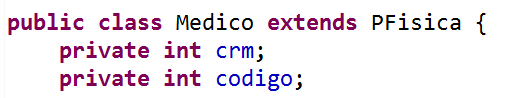 public class Medico extends PFisica {
    private int crm;
    private int codigo;